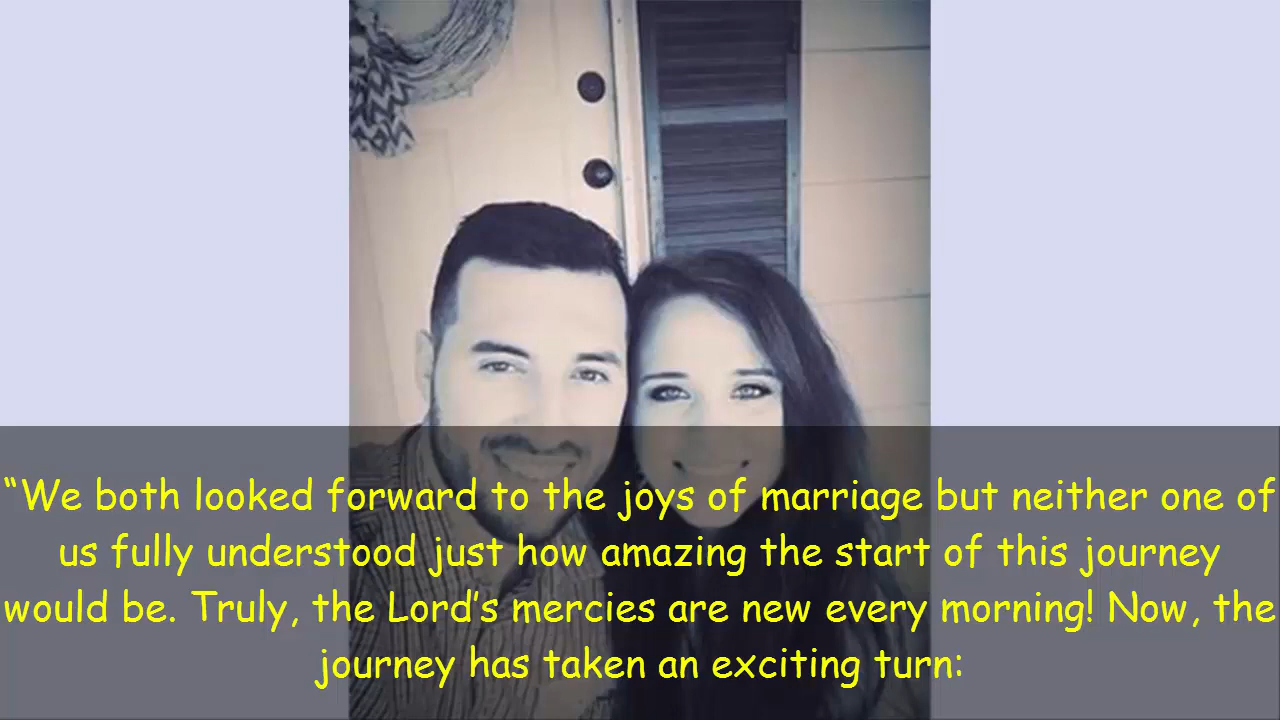 “We both looked forward to the joys of marriage but neither one of
us fully understood just how amazing the start of this journey
would be. Truly, the Lord’s mercies are new every morning! Now, the
journey has taken an exciting turn: